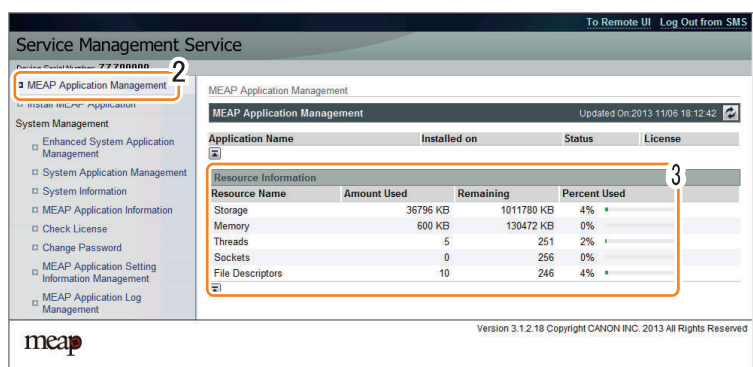 To Remote UI Log Out from SMS
Service Management Service
Device Serial Number: ZZZ00000
2
MEAP Application Management
Install MEAP Application
System Management
Enhanced System Application
Management
System Application Management
System Information
MEAP Application Information
Check License
Change Password
MEAP Application Setting
Information Management
MEAP Application Log
Management
MEAP Application Management
MEAP Application Management Updated On:2013 11/06 18:12:42
Application Name Installed on Status License
3
Resource Information
Resource Name Amount Used Remaining Percent Used
Storage 36796 KB 1011780 KB 4%
Memory 600 KB 130472 KB 0%
Threads 5 251 2%
Sockets 0 256 0%
File Descriptors 10 246 4%
Version 3.1.2.18 Copyright CANON INC. 2013 All Rights Reserved
meap